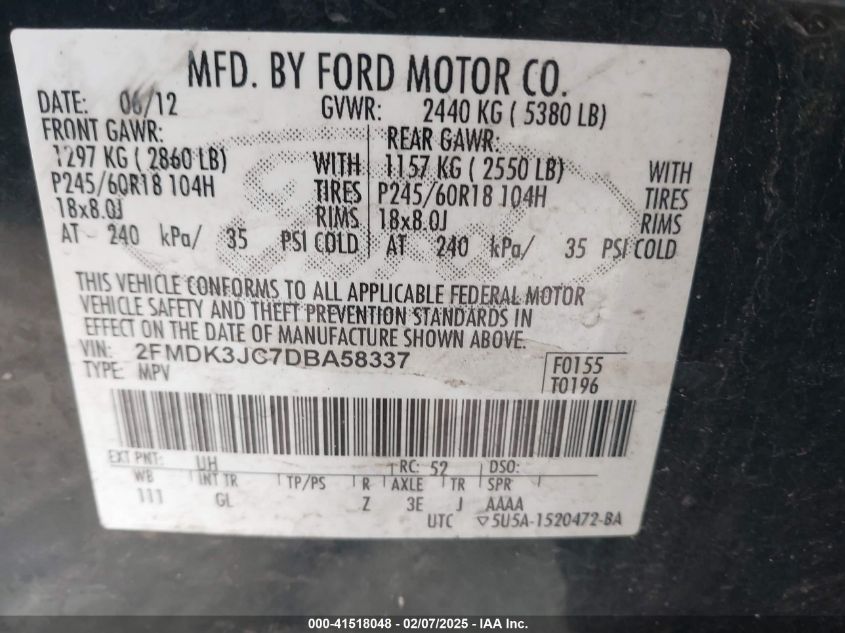 MFD. BY FORD MOTOR CO.
DATE: 06/12 GVWR: 2440 KG ( 5380 LB)
FRONT GAWR: REAR GAWR:
1297 KG ( 2860 LB) WITH 1157 KG ( 2550 LB) WITH
P245/60R18 104H TIRES P245/60R18 104H TIRES
18x8.0J RIMS 18x8.0J RIMS
AT 240 kPa/ 35 PSI COLD AT 240 kPa/ 35 PSI COLD
Ford
THIS VEHICLE CONFORMS TO ALL APPLICABLE FEDERAL MOTOR
VEHICLE SAFETY AND THEFT PREVENTION STANDARDS IN
EFFECT ON THE DATE OF MANUFACTURE SHOWN ABOVE.
VIN: 2FMDK3JC7DBA58337 F0155
TYPE: MPV T0196
EXT PNT: UH RC: 52 DSO:
WB INT TR TP/PS R AXLE TR SPR
111 GL Z 3E J AAAA
UTC ▽5U5A-1520472-BA
000-41518048 - 02/07/2025 - IAA Inc.